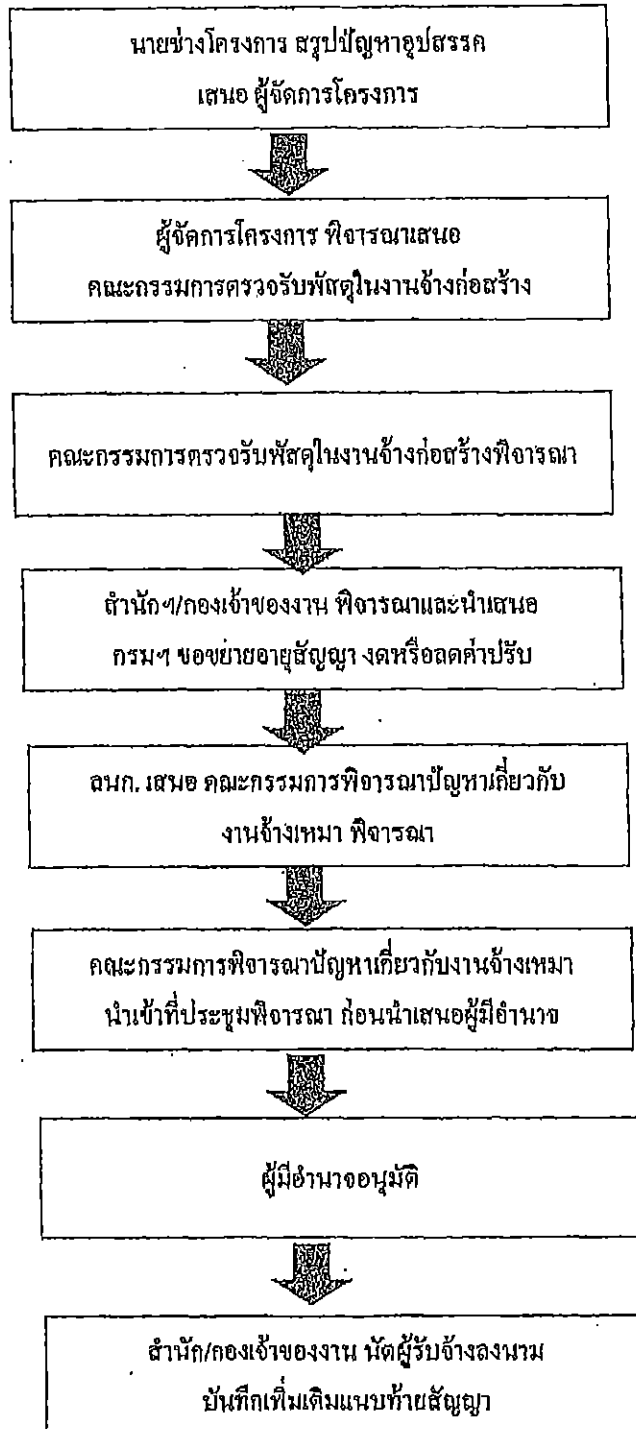 นายช่างโครงการ สรุปปัญหาอุปสรรค
เสนอ ผู้จัดการโครงการ
ผู้จัดการโครงการ พิจารณาเสนอ
คณะกรรมการตรวจรับพัสดุในงานจ้างก่อสร้าง
คณะกรรมการตรวจรับพัสดุในงานจ้างก่อสร้างพิจารณา
สำนักฯ/กองเจ้าของงาน พิจารณาและนำเสนอ
กรมฯ ขอขยายอายุสัญญา งดหรือลดค่าปรับ
ลนก. เสนอ คณะกรรมการพิจารณาปัญหาเกี่ยวกับ
งานจ้างเหมา พิจารณา
คณะกรรมการพิจารณาปัญหาเกี่ยวกับงานจ้างเหมา
นำเข้าที่ประชุมพิจารณา ก่อนนำเสนอผู้มีอำนาจ
ผู้มีอำนาจอนุมัติ
สำนัก/กองเจ้าของงาน นัดผู้รับจ้างลงนาม
บันทึกเพิ่มเติมแนบท้ายสัญญา